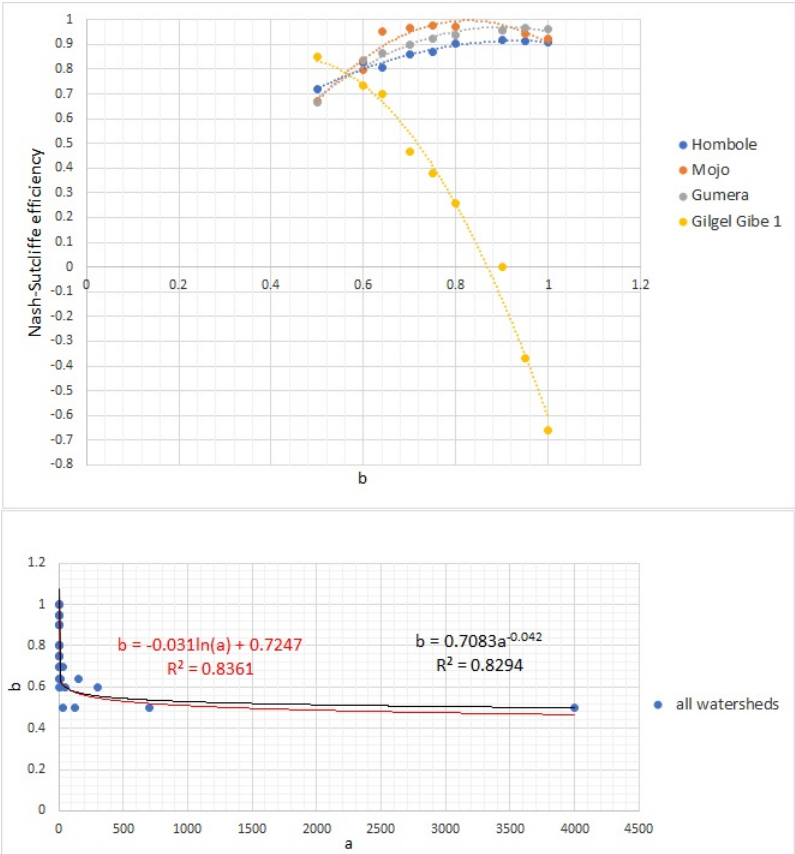 1
0.9
0.8
0.7
0.6
0.5
0.4
0.3
0.2
0.1
0
-0.1
-0.2
-0.3
-0.4
-0.5
-0.6
-0.7
-0.8
Nash-Sutcliffe efficiency
0 0.2 0.4 0.6 0.8 1 1.2
b
Hombole
Mojo
Gumera
Gilgel Gibe 1
1.2
1
0.8
0.6
0.4
0.2
0
b
b = -0.031ln(a) + 0.7247
R² = 0.8361
b = 0.7083a^-0.042
R² = 0.8294
all watersheds
0 500 1000 1500 2000 2500 3000 3500 4000 4500
a